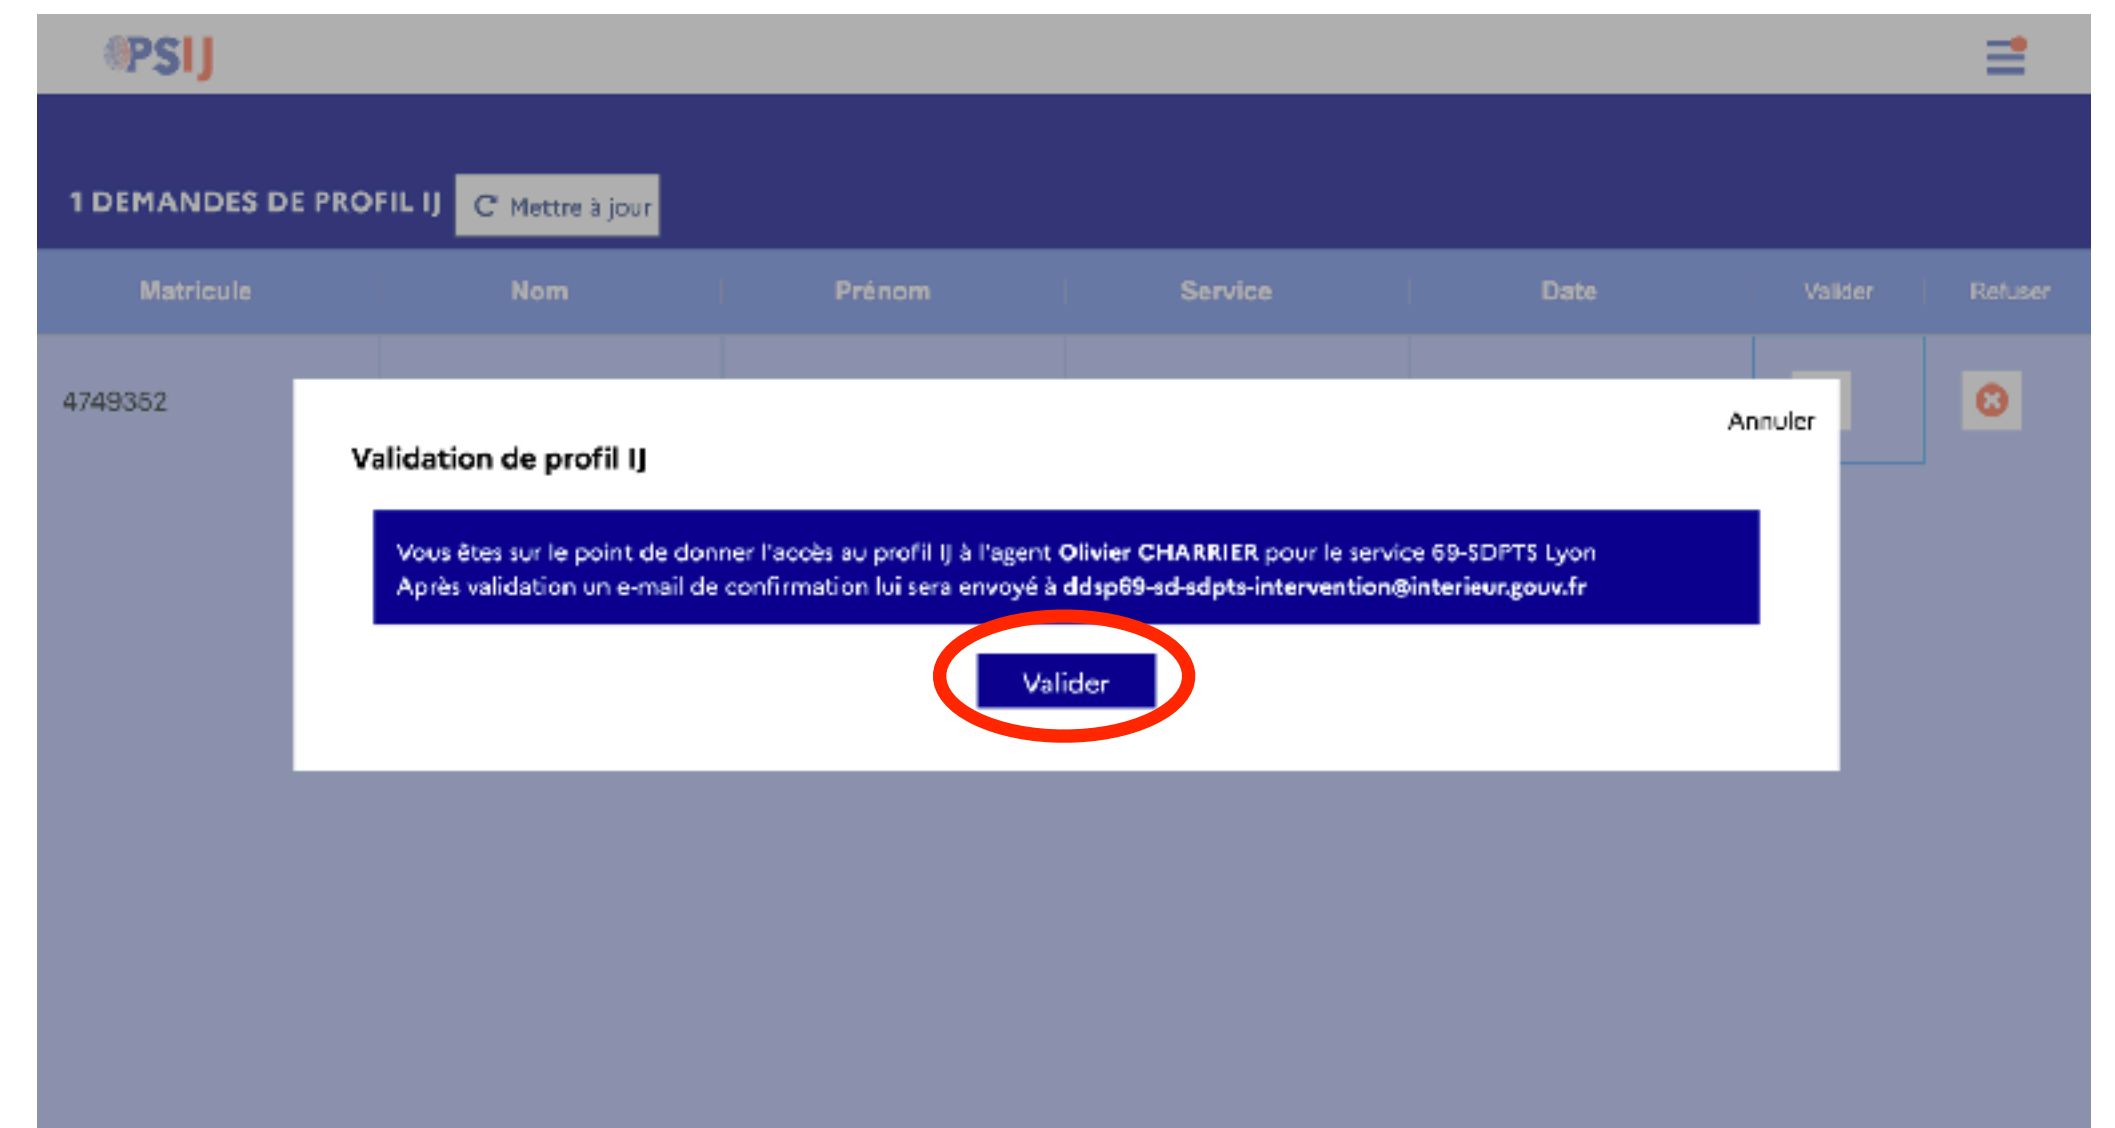 PSIJ
1 DEMANDES DE PROFIL IJ
Mettre à jour
Matricule Nom Prénom Service Date Valider Refuser
4749352
Annuler
Validation de profil IJ
Vous êtes sur le point de donner l'accès au profil IJ à l'agent Olivier CHARRIER pour le service 69-SDPTS Lyon
Après validation un e-mail de confirmation lui sera envoyé à ddsp69-sd-sdpts-intervention@interieur.gouv.fr
Valider